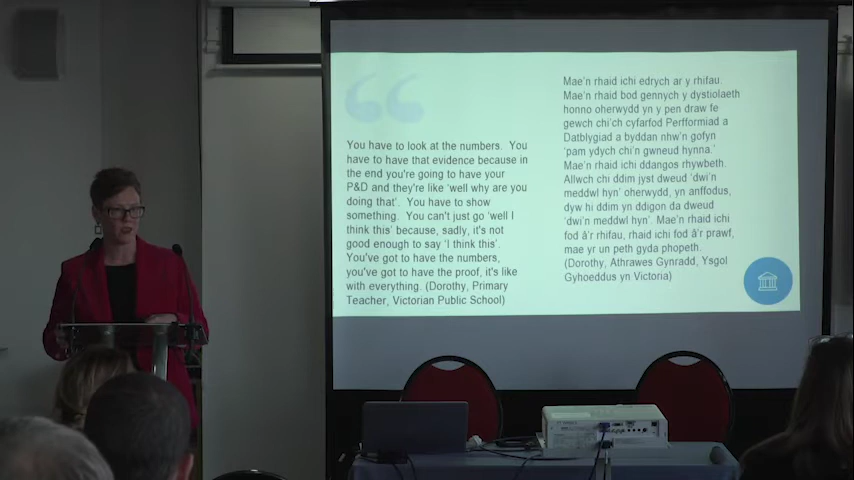 You have to look at the numbers. You
have to have that evidence because in
the end you're going to have your
P&D and they're like 'well why are you
doing that'. You have to show
something. You can't just go 'well I
think this' because, sadly, it's not
good enough to say 'I think this'.
You've got to have the numbers,
you've got to have the proof, it's like
with everything. (Dorothy, Primary
Teacher, Victorian Public School)
Mae'n rhaid ichi edrych ar y rhifau.
Mae'n rhaid bod gennych y dystiolaeth
honno oherwydd yn y pen draw fe
gewch chi'ch cyfarfod Perfformiad a
Datblygiad a byddan nhw'n gofyn
'pam ydych chi'n gwneud hynna.'
Mae'n rhaid ichi ddangos rhywbeth.
Allwch chi ddim jyst dweud 'dwi'n
meddwl hyn' oherwydd, yn anffodus,
dyw hi ddim yn ddigon da dweud
'dwi'n meddwl hyn'. Mae'n rhaid ichi
fod â'r rhifau, rhaid ichi fod â'r prawf,
mae yr un peth gyda phopeth.
(Dorothy, Athrawes Gynradd, Ysgol
Gyhoeddus yn Victoria)